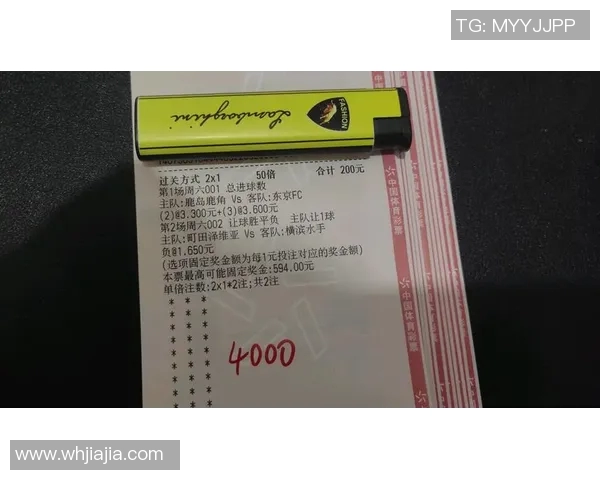 TG: MYYJJPP
Lamborghini
FASHION
过关方式 2x1 50倍 合计 200元
第1场周六001 总进球数
主队:鹿岛鹿角 Vs 客队:东京FC
(2)@3.300元+(3)@3.600元
第2场周六002 让球胜平负 主队让1球
主队:町田泽维亚 Vs 客队:横滨水手
负@1.650元
(选项固定奖金额为每1元投注对应的奖金额)
本票最高可能固定奖金:594.00元
单倍注数:2x1*2注;共2注
* * *
* * *
* * *
* * *
* * *
* * *
* * *
* * *
4000
中国体育彩票
中国体育彩票
www.whjiajia.com